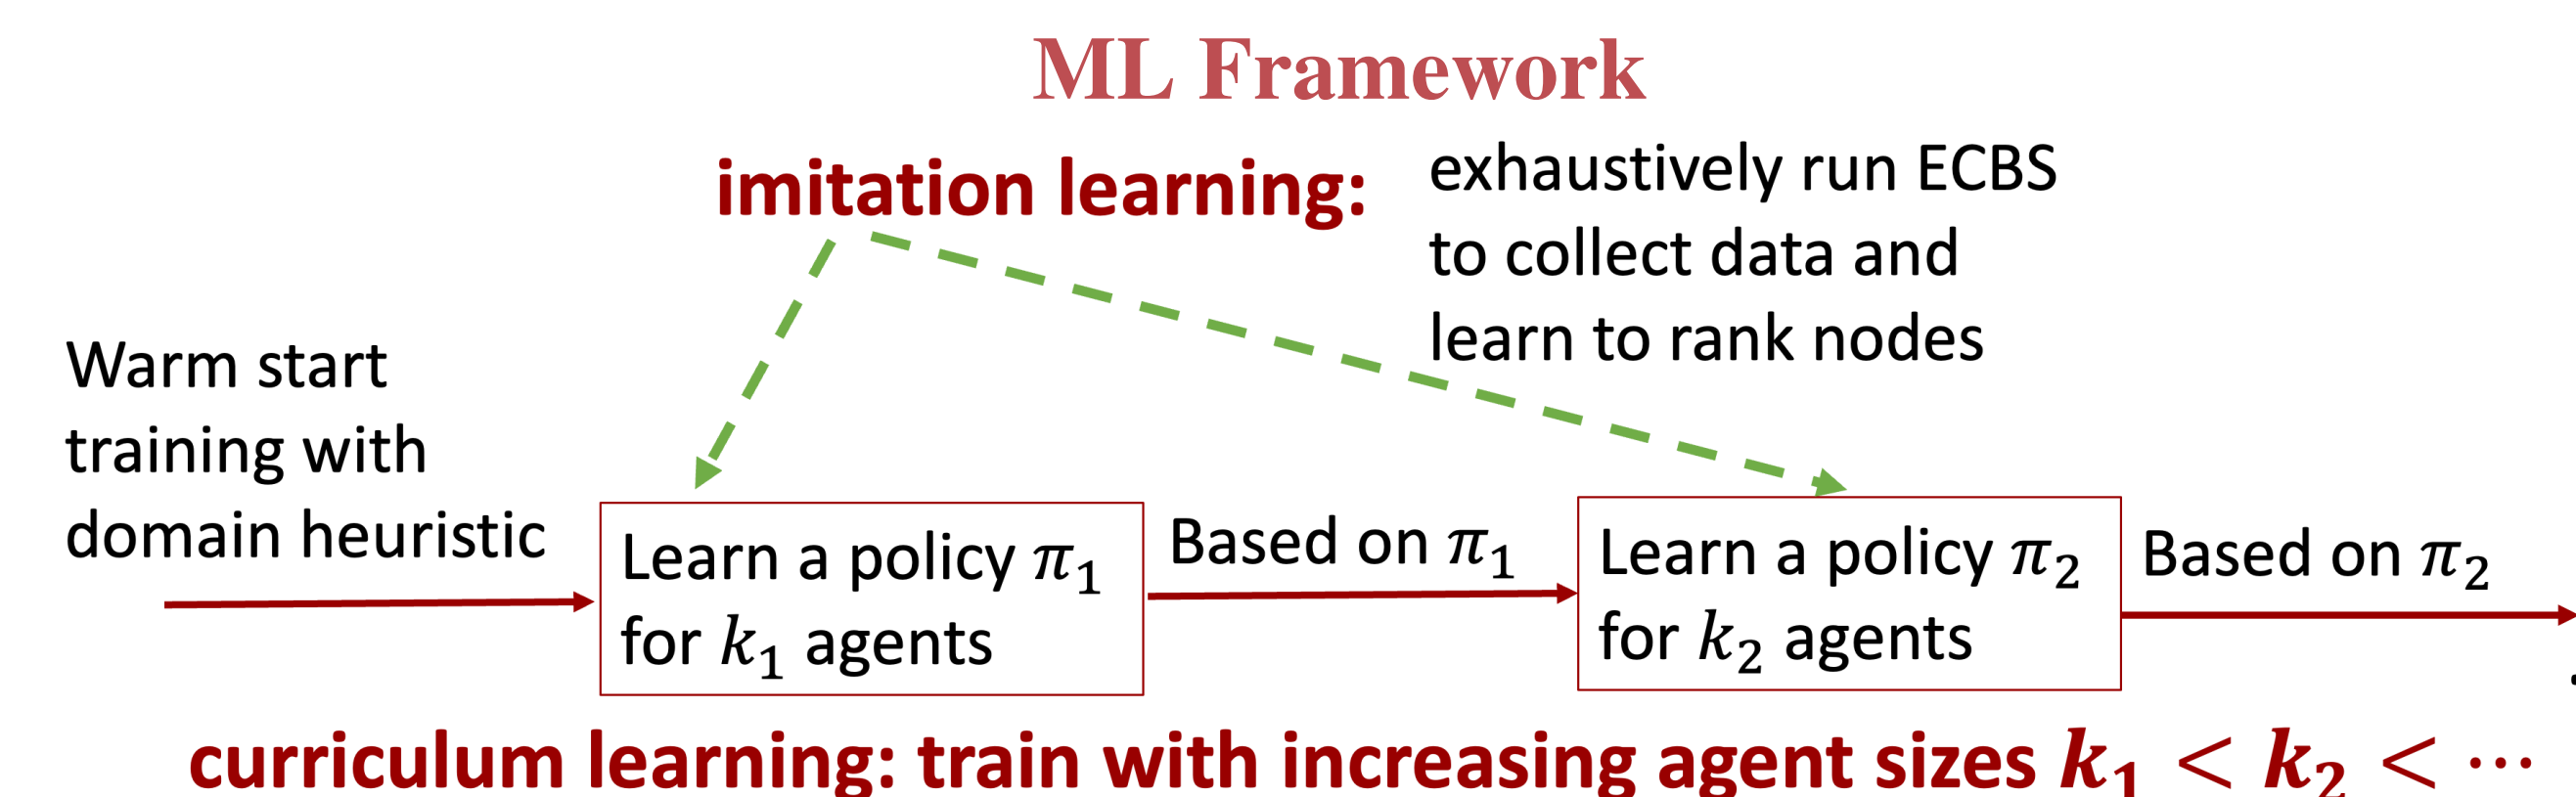 ML Framework
imitation learning:
exhaustively run ECBS
to collect data and
learn to rank nodes
Warm start
training with
domain heuristic
Learn a policy π₁
for k₁ agents
Based on π₁
Learn a policy π₂
for k₂ agents
Based on π₂
curriculum learning: train with increasing agent sizes k₁ < k₂ < ⋯